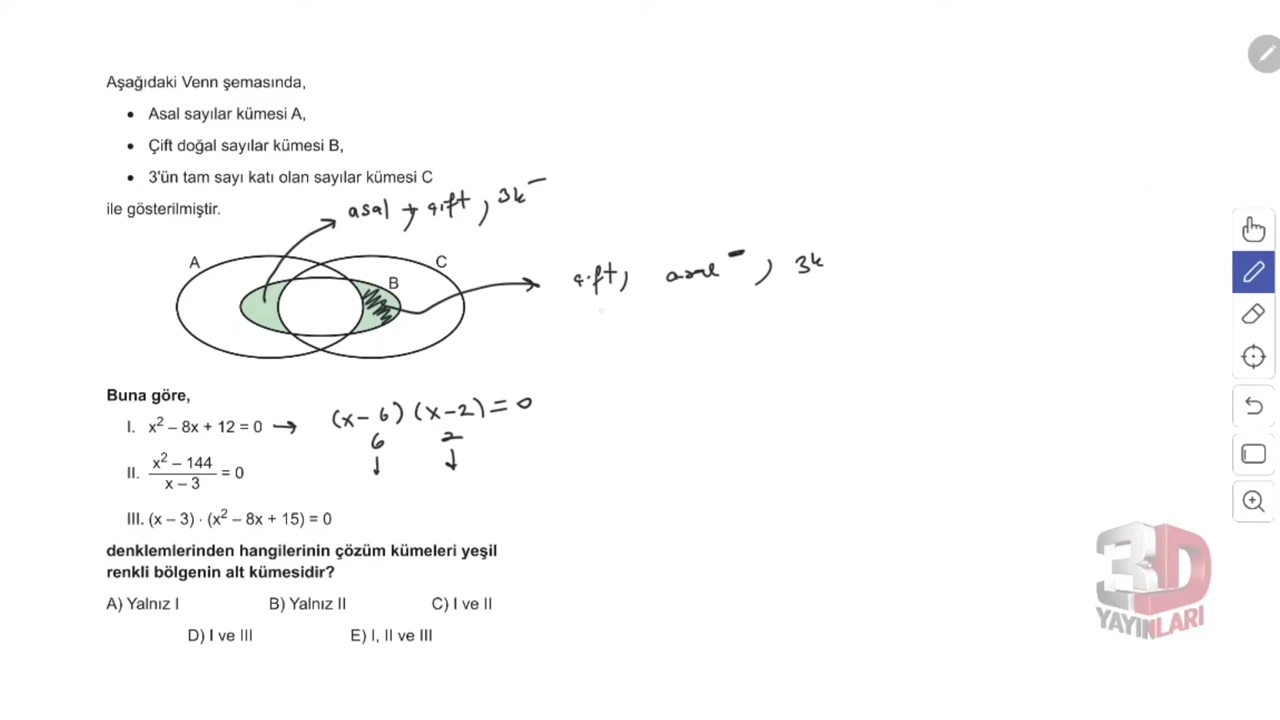 Aşağıdaki Venn şemasında,
• Asal sayılar kümesi A,
• Çift doğal sayılar kümesi B,
• 3'ün tam sayı katı olan sayılar kümesi C
ile gösterilmiştir.
asal, çift, 3k⁻
A
C
B
çift, asal⁻, 3k
Buna göre,
I. x² – 8x + 12 = 0 → (x – 6) (x – 2) = 0
6 2
↓ ↓
II. (x² – 144)/(x – 3) = 0
III. (x – 3) · (x² – 8x + 15) = 0
denklemlerinden hangilerinin çözüm kümeleri yeşil
renkli bölgenin alt kümesidir?
A) Yalnız I B) Yalnız II C) I ve II
D) I ve III E) I, II ve III
3D
YAYINLARI